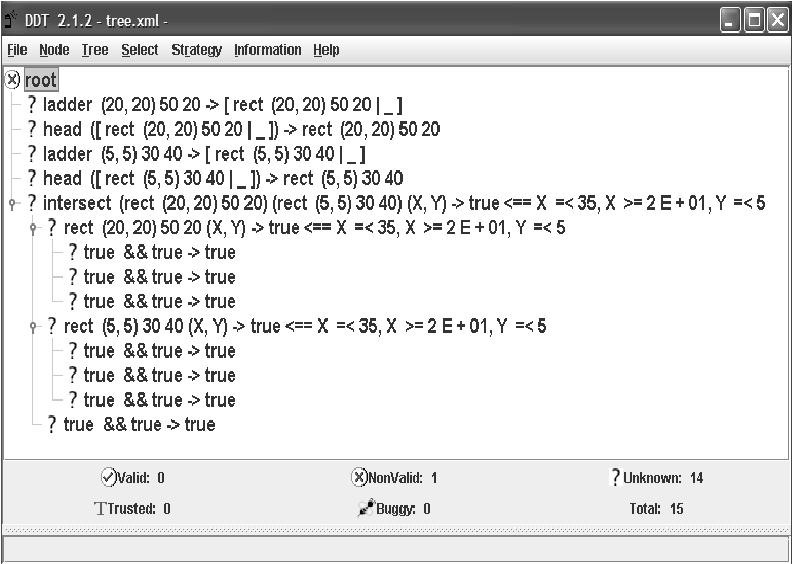 DDT 2.1.2 - tree.xml -
File Node Tree Select Strategy Information Help
root
? ladder (20, 20) 50 20 -> [ rect (20, 20) 50 20 | _ ]
? head ([ rect (20, 20) 50 20 | _ ]) -> rect (20, 20) 50 20
? ladder (5, 5) 30 40 -> [ rect (5, 5) 30 40 | _ ]
? head ([ rect (5, 5) 30 40 | _ ]) -> rect (5, 5) 30 40
? intersect (rect (20, 20) 50 20) (rect (5, 5) 30 40) (X, Y) -> true <== X =< 35, X >= 2 E + 01, Y =< 5
? rect (20, 20) 50 20 (X, Y) -> true <== X =< 35, X >= 2 E + 01, Y =< 5
? true && true -> true
? true && true -> true
? true && true -> true
? rect (5, 5) 30 40 (X, Y) -> true <== X =< 35, X >= 2 E + 01, Y =< 5
? true && true -> true
? true && true -> true
? true && true -> true
? true && true -> true
Valid: 0 NonValid: 1 ? Unknown: 14
T Trusted: 0 Buggy: 0 Total: 15